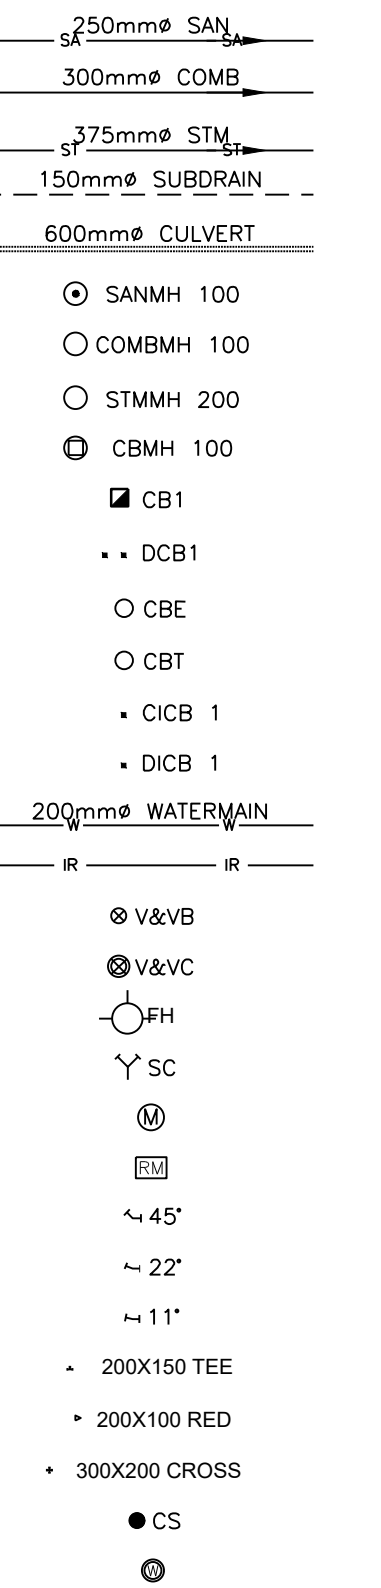 250mmø SAN
SA SA
300mmø COMB
375mmø STM
ST ST
150mmø SUBDRAIN
600mmø CULVERT
SANMH 100
COMBMH 100
STMMH 200
CBMH 100
CB1
DCB1
CBE
CBT
CICB 1
DICB 1
200mmø WATERMAIN
W W
IR IR
V&VB
V&VC
FH
SC
M
RM
45°
22°
11°
200X150 TEE
200X100 RED
300X200 CROSS
CS
W